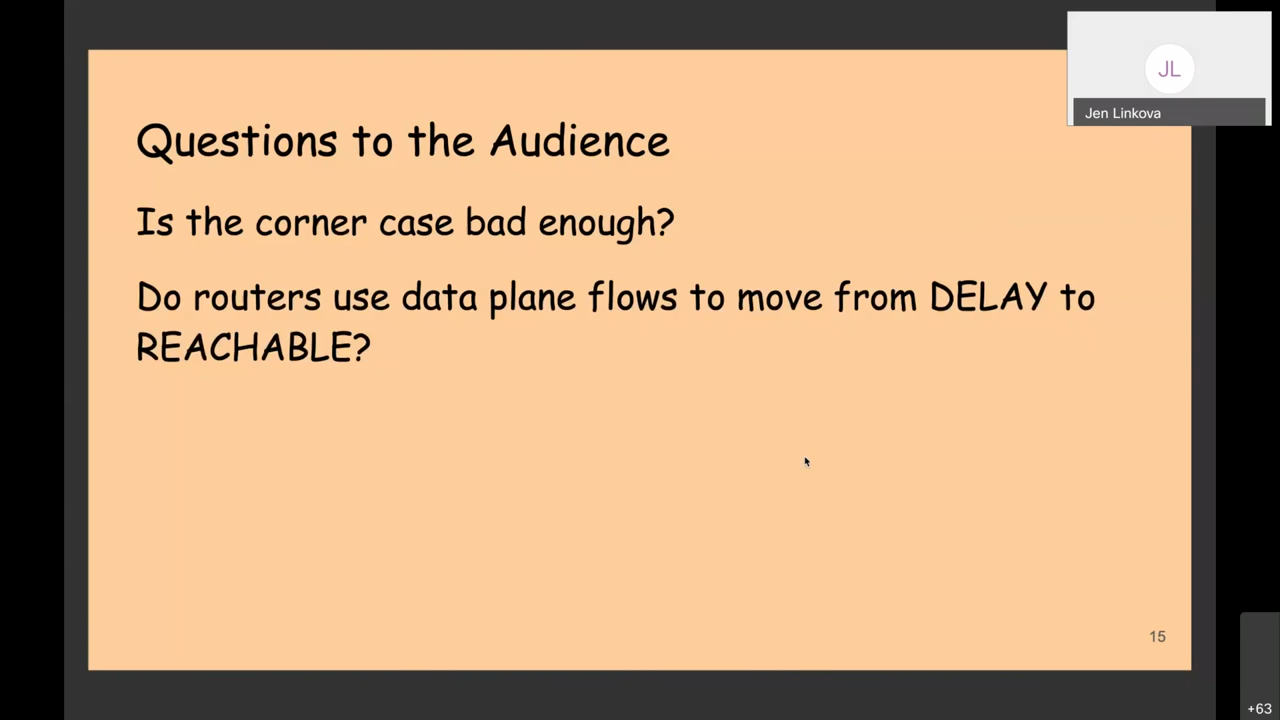 JL
Jen Linkova
Questions to the Audience
Is the corner case bad enough?
Do routers use data plane flows to move from DELAY to
REACHABLE?
15
+63